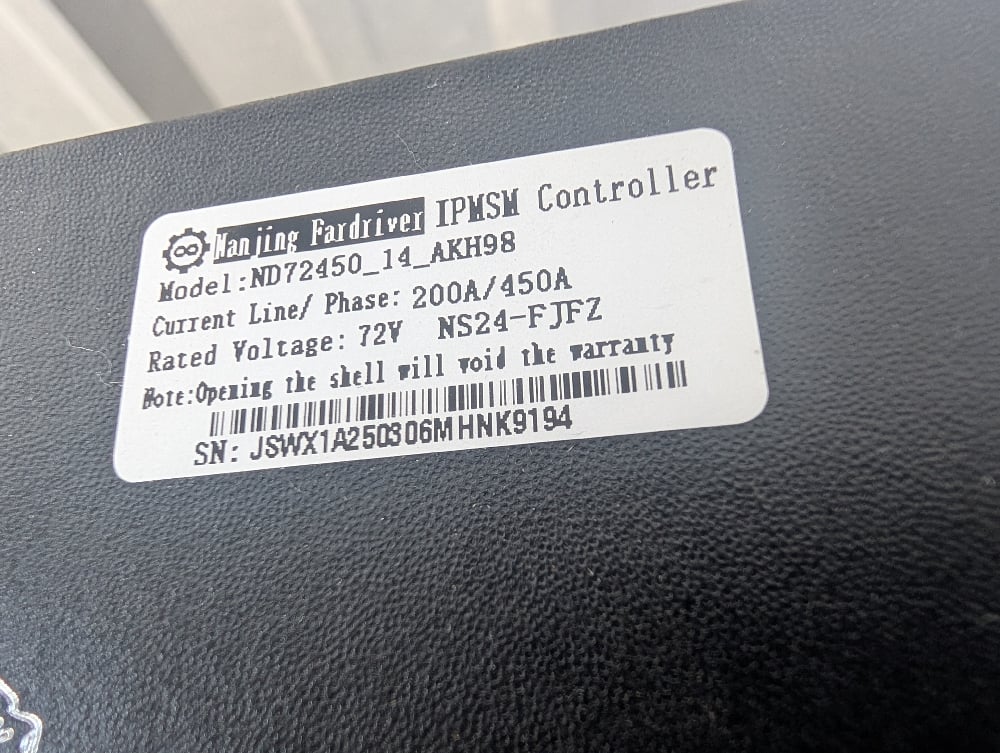 Nanjing Fardriver IPMSM Controller
Model:ND72450_14_AKH98
Current Line/ Phase: 200A/450A
Rated Voltage: 72V NS24-FJFZ
Note:Opening the shell will void the warranty
SN: JSWX1A250306MHNK9194